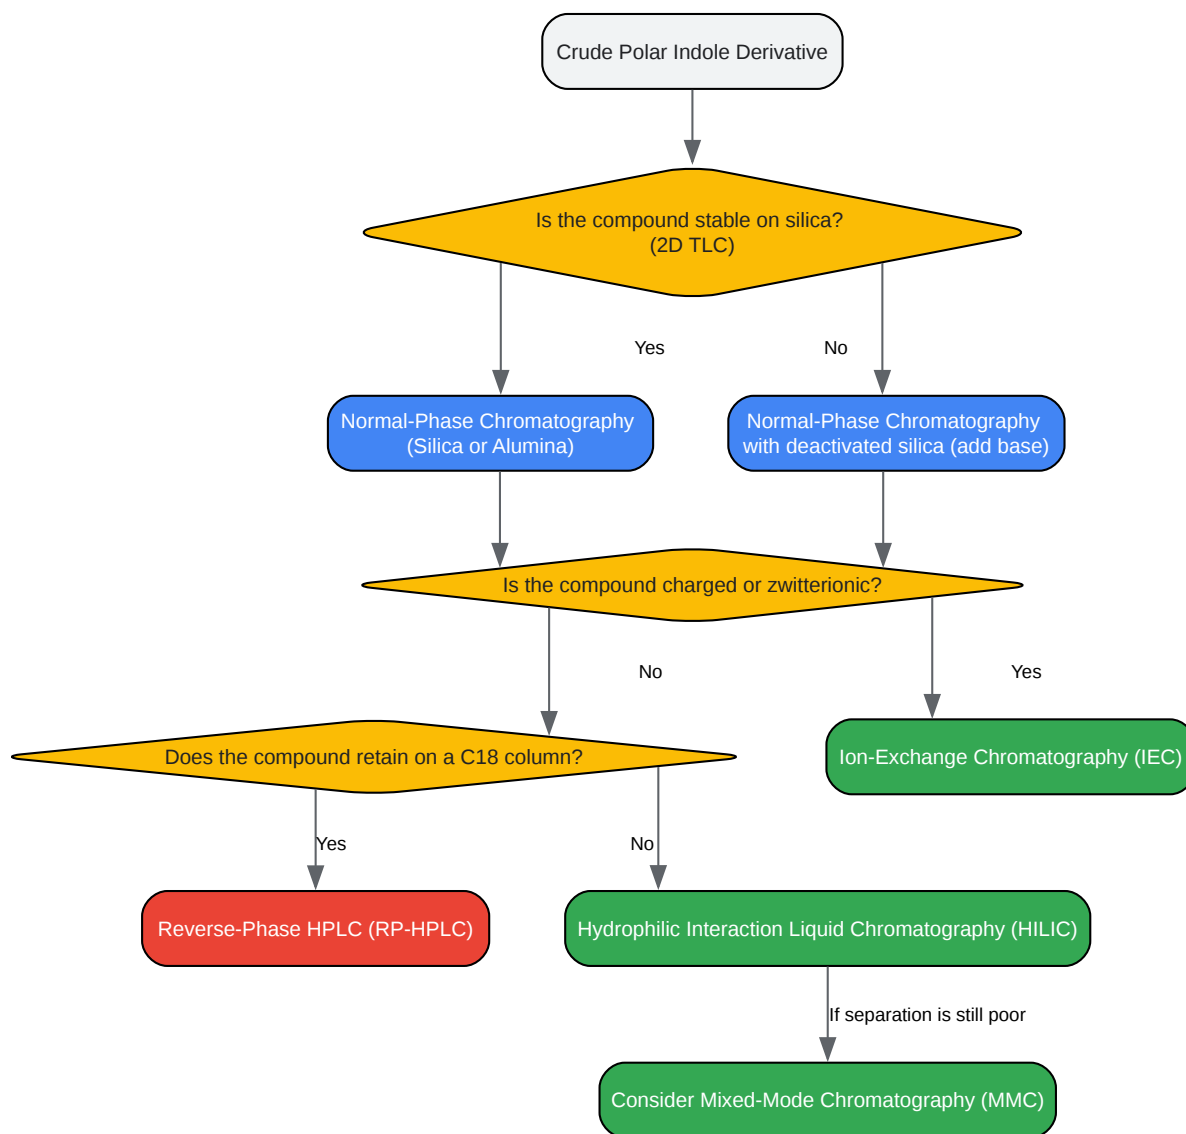 Crude Polar Indole Derivative
Is the compound stable on silica?
(2D TLC)
Yes
No
Normal-Phase Chromatography
(Silica or Alumina)
Normal-Phase Chromatography
with deactivated silica (add base)
Is the compound charged or zwitterionic?
No
Yes
Does the compound retain on a C18 column?
Ion-Exchange Chromatography (IEC)
Yes
No
Reverse-Phase HPLC (RP-HPLC)
Hydrophilic Interaction Liquid Chromatography (HILIC)
If separation is still poor
Consider Mixed-Mode Chromatography (MMC)